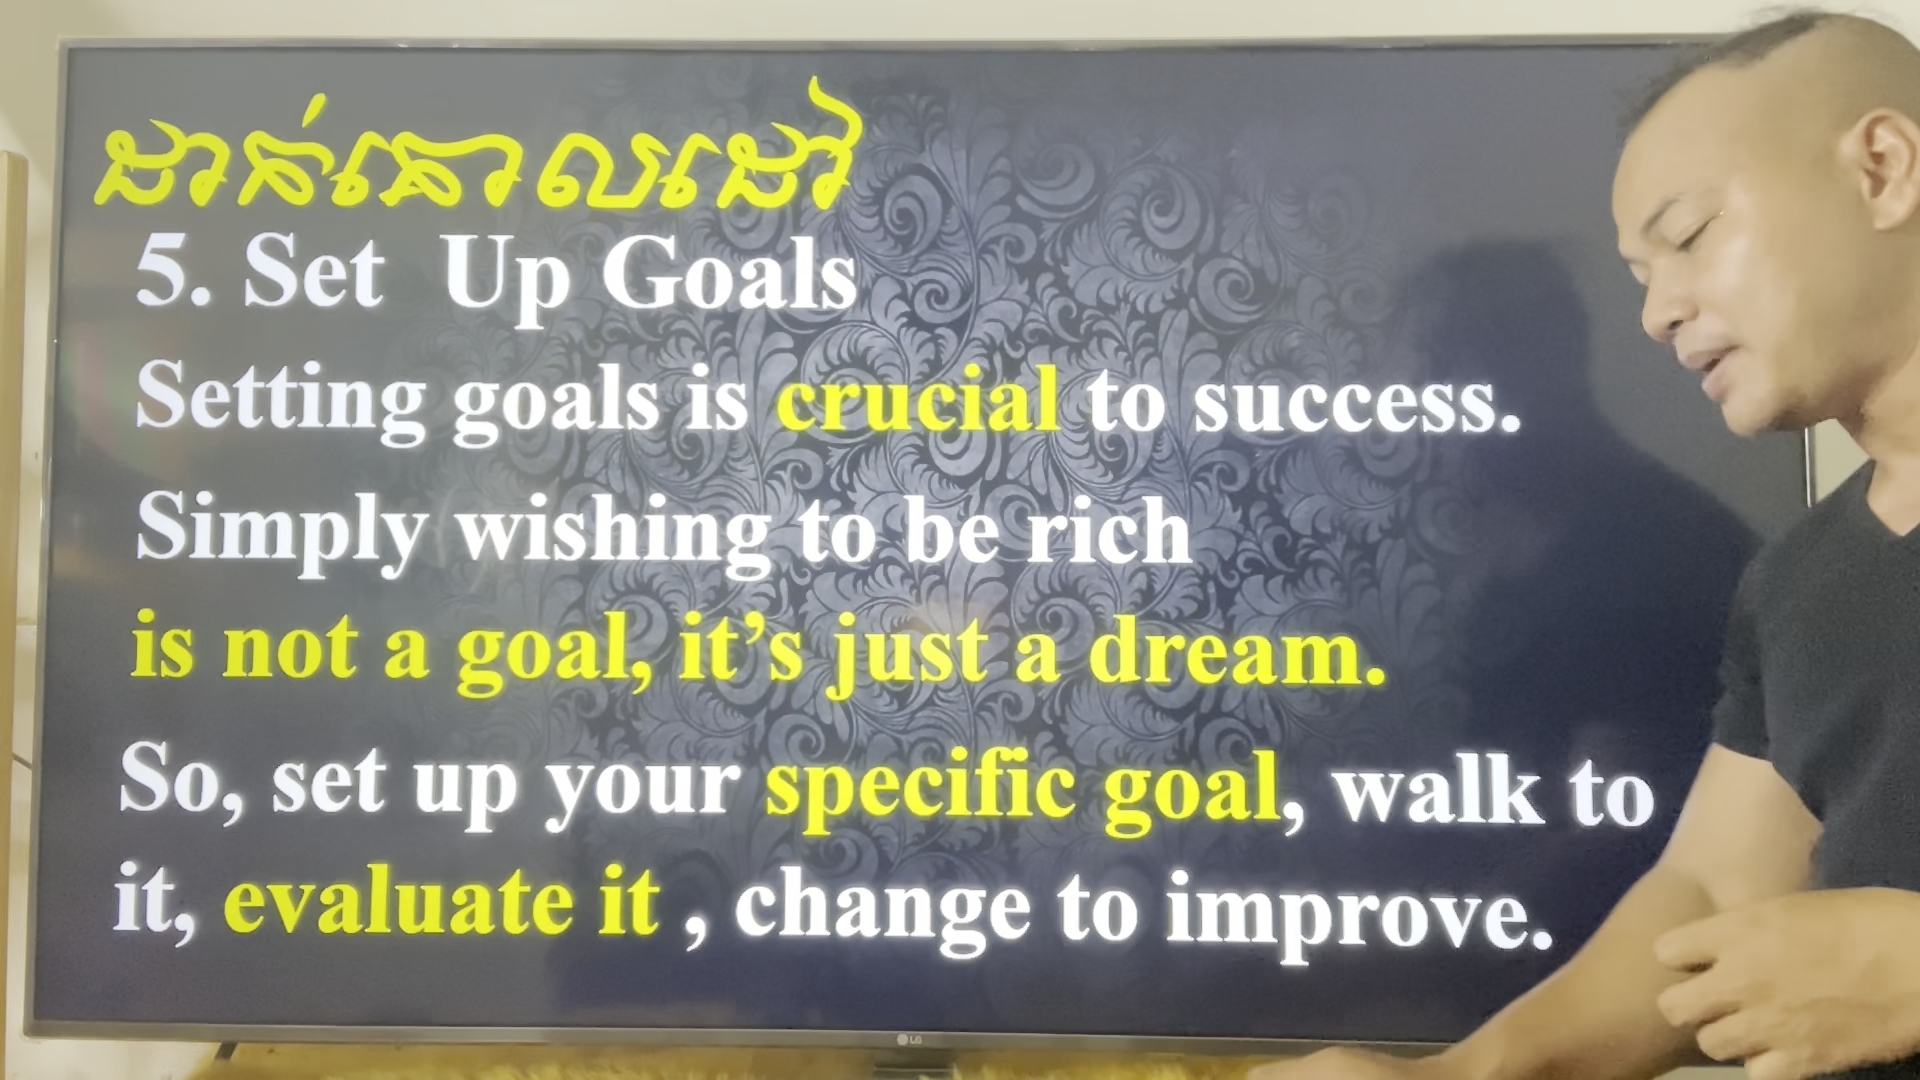 ដាក់គោលដៅ
5. Set Up Goals
Setting goals is crucial to success.
Simply wishing to be rich
is not a goal, it’s just a dream.
So, set up your specific goal, walk to
it, evaluate it , change to improve.
LG